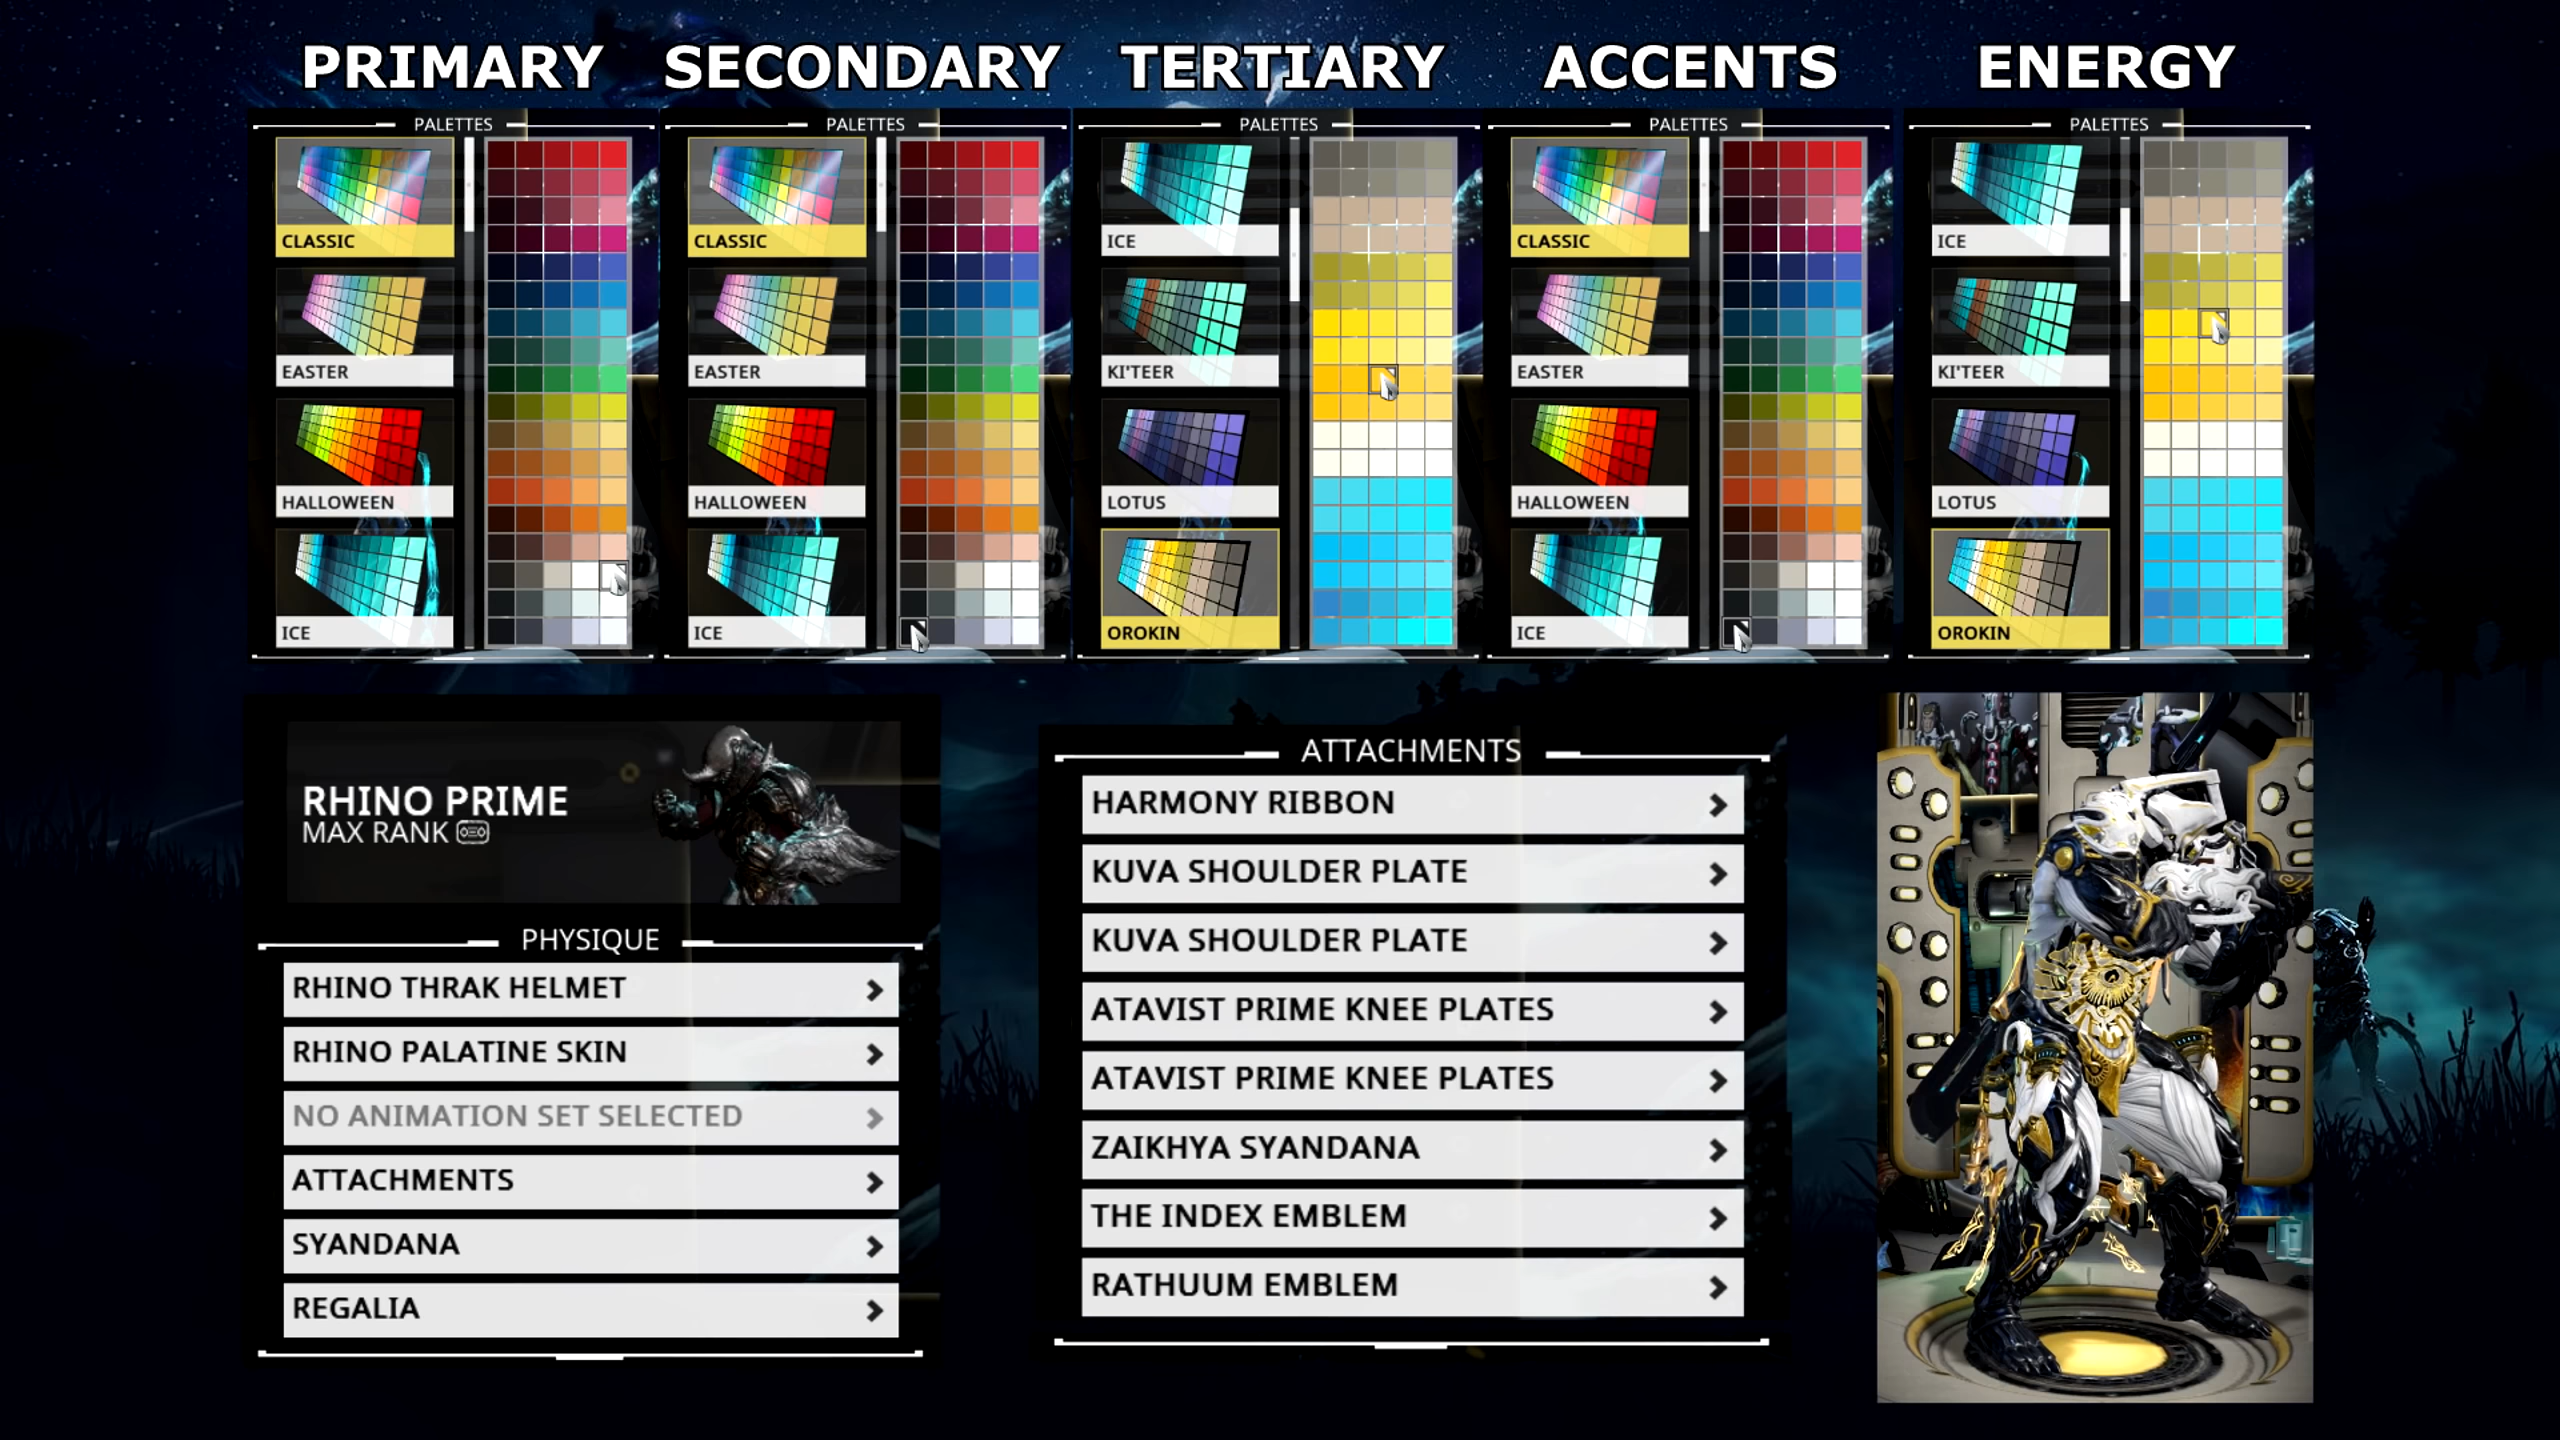 PRIMARY
SECONDARY
TERTIARY
ACCENTS
ENERGY
PALETTES
CLASSIC
EASTER
HALLOWEEN
ICE
PALETTES
CLASSIC
EASTER
HALLOWEEN
ICE
PALETTES
ICE
KI'TEER
LOTUS
OROKIN
PALETTES
CLASSIC
EASTER
HALLOWEEN
ICE
PALETTES
ICE
KI'TEER
LOTUS
OROKIN
RHINO PRIME
MAX RANK
PHYSIQUE
RHINO THRAK HELMET
RHINO PALATINE SKIN
NO ANIMATION SET SELECTED
ATTACHMENTS
SYANDANA
REGALIA
ATTACHMENTS
HARMONY RIBBON
KUVA SHOULDER PLATE
KUVA SHOULDER PLATE
ATAVIST PRIME KNEE PLATES
ATAVIST PRIME KNEE PLATES
ZAIKHYA SYANDANA
THE INDEX EMBLEM
RATHUUM EMBLEM